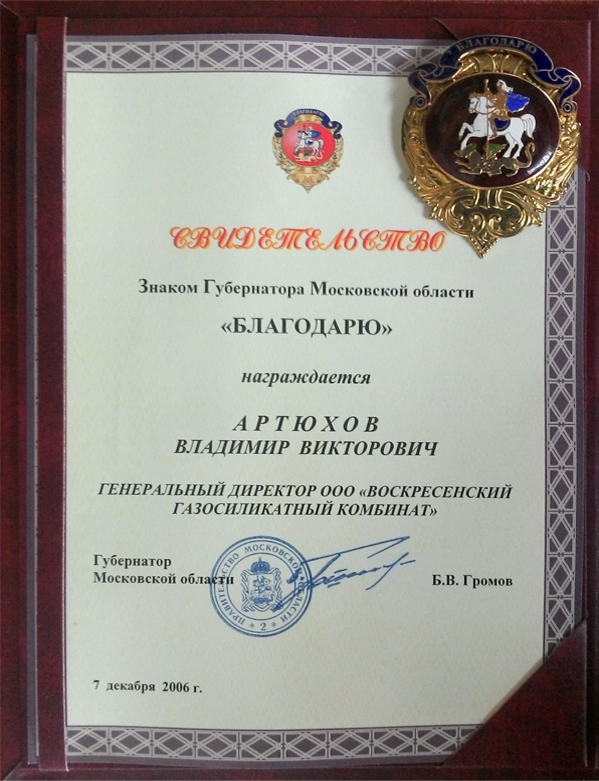 БЛАГОДАРЮ
СВИДЕТЕЛЬСТВО
Знаком Губернатора Московской области
«БЛАГОДАРЮ»
награждается
АРТЮХОВ
ВЛАДИМИР ВИКТОРОВИЧ
ГЕНЕРАЛЬНЫЙ ДИРЕКТОР ООО «ВОСКРЕСЕНСКИЙ
ГАЗОСИЛИКАТНЫЙ КОМБИНАТ»
Губернатор
Московской области
Б.В. Громов
ПРАВИТЕЛЬСТВО МОСКОВСКОЙ ОБЛАСТИ
* 2 *
7 декабря 2006 г.